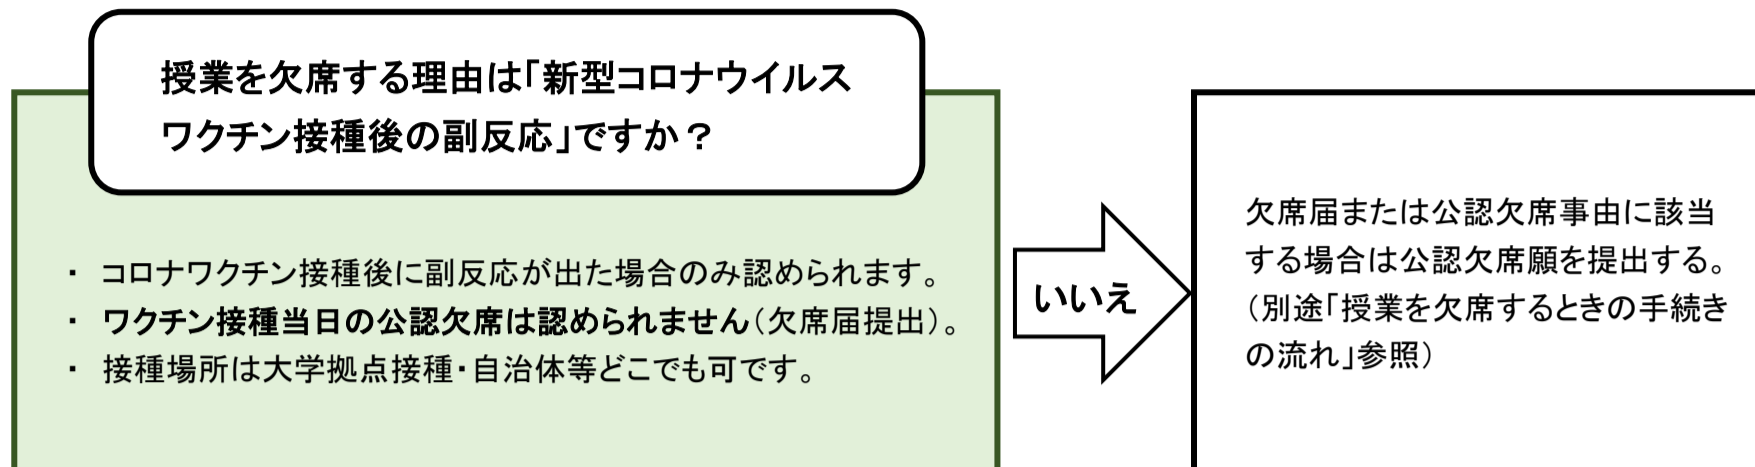 授業を欠席する理由は「新型コロナウイルス
ワクチン接種後の副反応」ですか？
・ コロナワクチン接種後に副反応が出た場合のみ認められます。
・ ワクチン接種当日の公認欠席は認められません(欠席届提出)。
・ 接種場所は大学拠点接種・自治体等どこでも可です。
いいえ
欠席届または公認欠席事由に該当
する場合は公認欠席願を提出する。
(別途「授業を欠席するときの手続き
の流れ」参照)